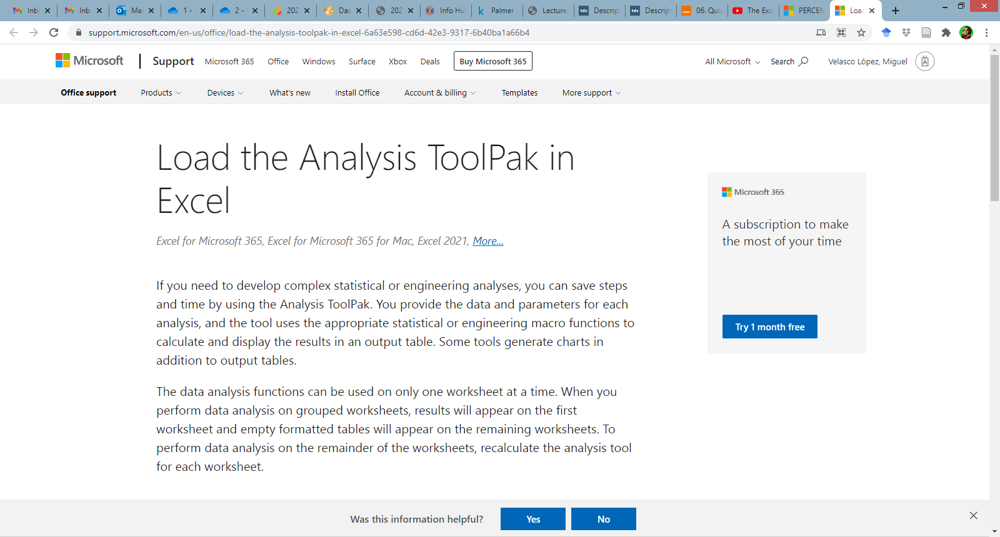 Inb
Inb
Ma
1 -
2 -
202
Das
202
Info Hu
Palmer
Lecture
Descrip
Descrip
06. Quiz
The Exc
PERCEN
Loac
support.microsoft.com/en-us/office/load-the-analysis-toolpak-in-excel-6a63e598-cd6d-42e3-9317-6b40ba1a66b4
Microsoft
Support
Microsoft 365
Office
Windows
Surface
Xbox
Deals
Buy Microsoft 365
All Microsoft
Search
Velasco López, Miguel
Office support
Products
Devices
What's new
Install Office
Account & billing
Templates
More support
Load the Analysis ToolPak in
Excel
Excel for Microsoft 365, Excel for Microsoft 365 for Mac, Excel 2021, More...
If you need to develop complex statistical or engineering analyses, you can save steps
and time by using the Analysis ToolPak. You provide the data and parameters for each
analysis, and the tool uses the appropriate statistical or engineering macro functions to
calculate and display the results in an output table. Some tools generate charts in
addition to output tables.
The data analysis functions can be used on only one worksheet at a time. When you
perform data analysis on grouped worksheets, results will appear on the first
worksheet and empty formatted tables will appear on the remaining worksheets. To
perform data analysis on the remainder of the worksheets, recalculate the analysis tool
for each worksheet.
Microsoft 365
A subscription to make
the most of your time
Try 1 month free
Was this information helpful?
Yes
No